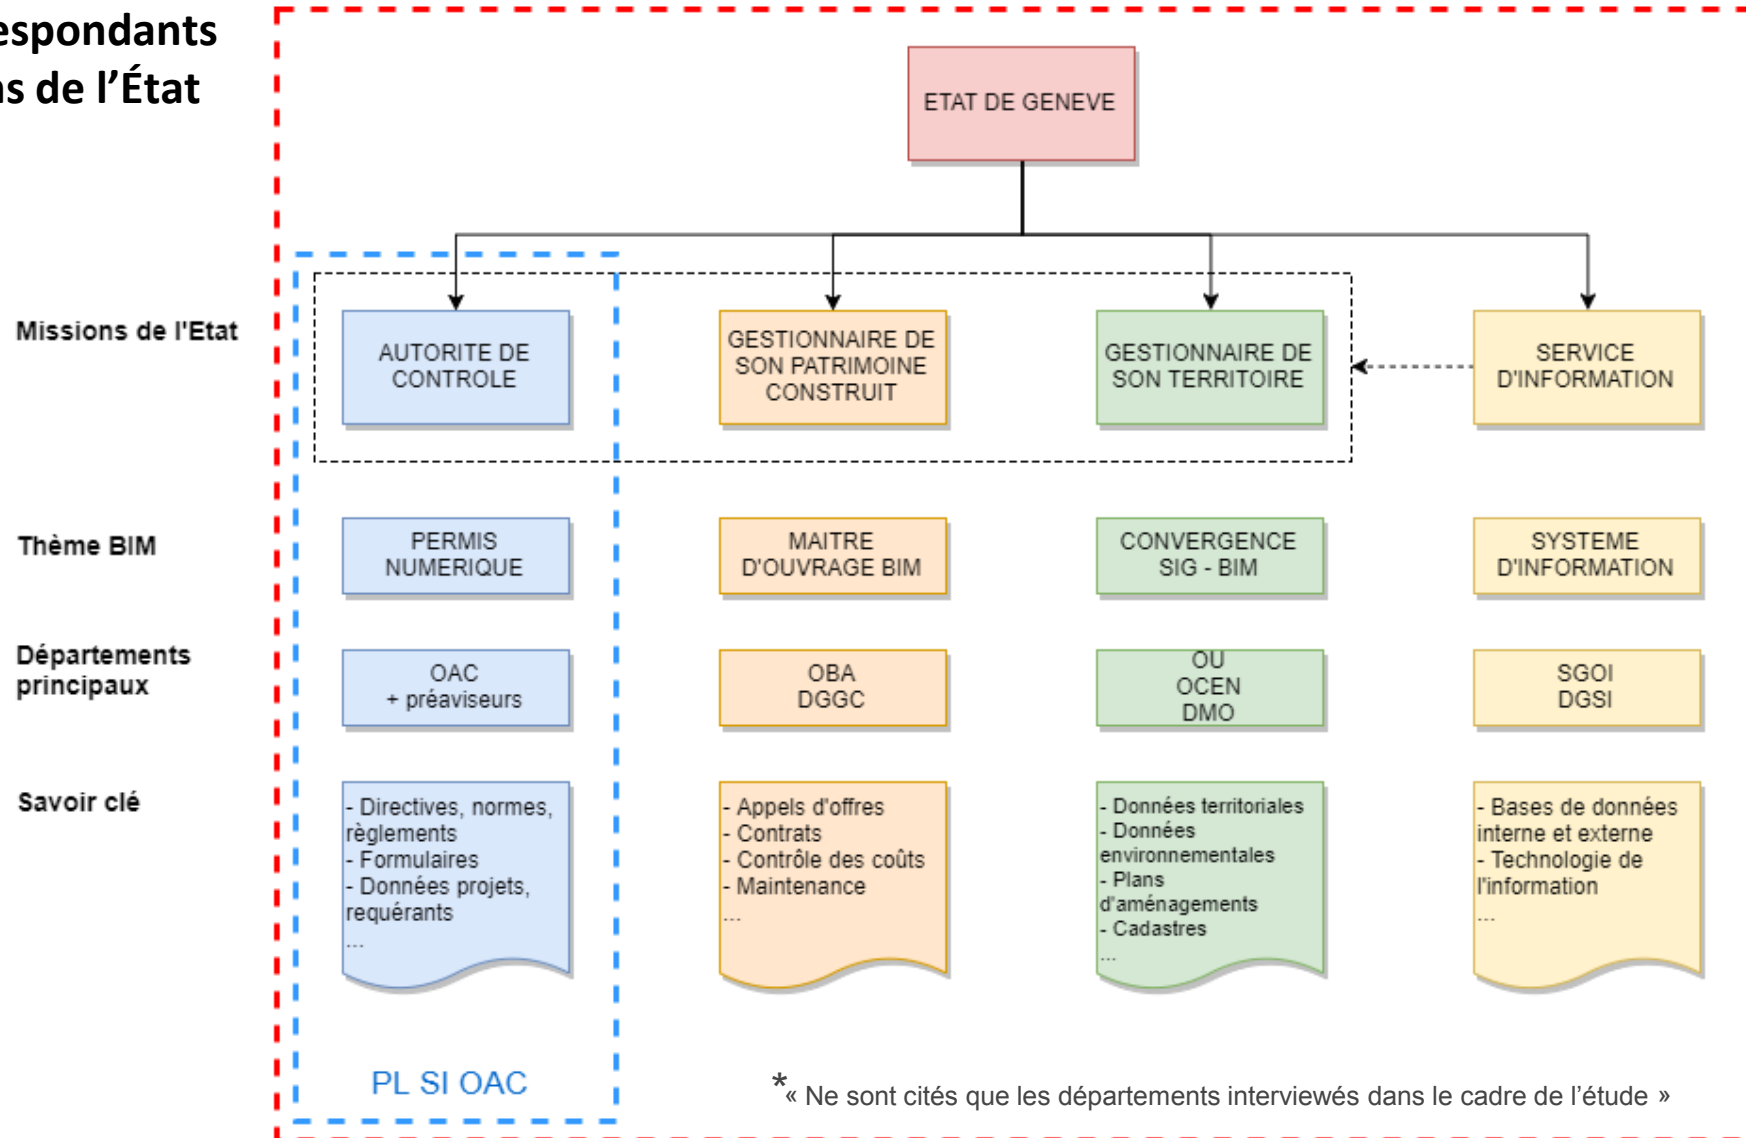 ns de l’État
ETAT DE GENEVE
Missions de l'Etat
AUTORITE DE
CONTROLE
GESTIONNAIRE DE
SON PATRIMOINE
CONSTRUIT
GESTIONNAIRE DE
SON TERRITOIRE
SERVICE
D'INFORMATION
Thème BIM
PERMIS
NUMERIQUE
MAITRE
D'OUVRAGE BIM
CONVERGENCE
SIG - BIM
SYSTEME
D'INFORMATION
Départements
principaux
OAC
+ préaviseurs
OBA
DGGC
OU
OCEN
DMO
SGOI
DGSI
Savoir clé
- Directives, normes,
règlements
- Formulaires
- Données projets,
requérants
...
- Appels d'offres
- Contrats
- Contrôle des coûts
- Maintenance
...
- Données territoriales
- Données
environnementales
- Plans
d'aménagements
- Cadastres
...
- Bases de données
interne et externe
- Technologie de
l'information
...
PL SI OAC
*« Ne sont cités que les départements interviewés dans le cadre de l’étude »